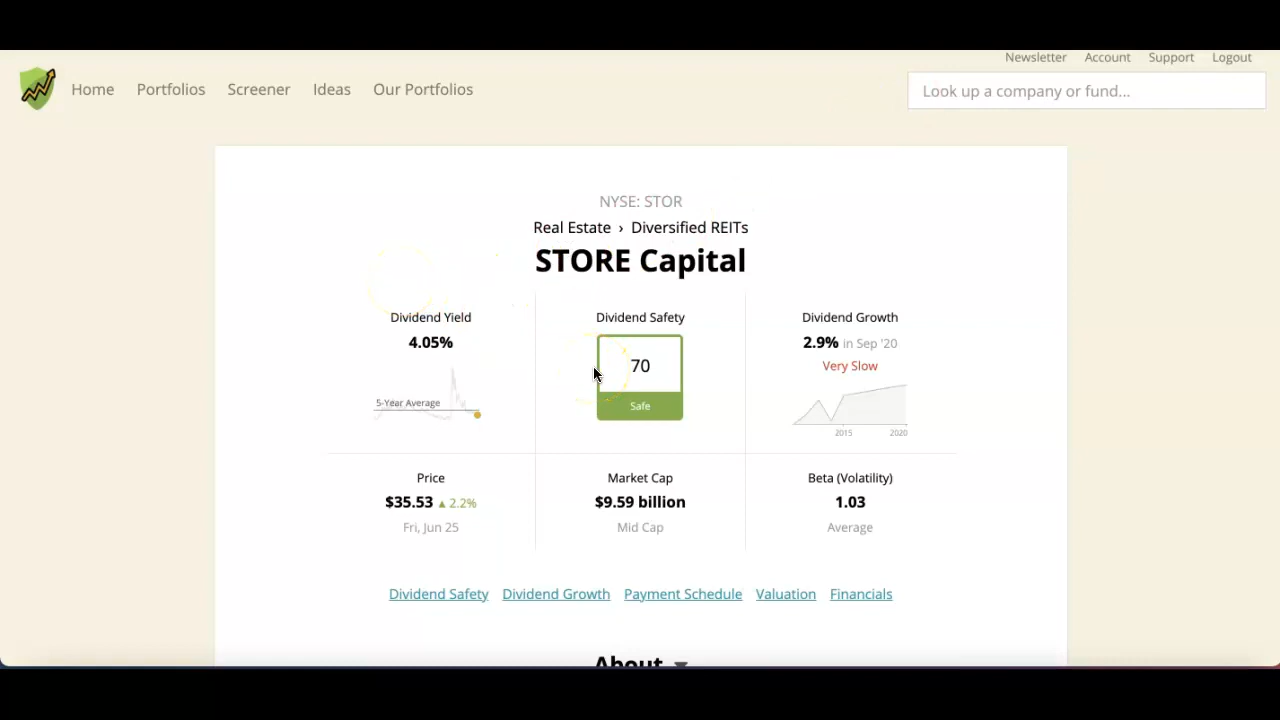 Newsletter Account Support Logout
Home Portfolios Screener Ideas Our Portfolios
Look up a company or fund...
NYSE: STOR
Real Estate › Diversified REITs
STORE Capital
Dividend Yield
4.05%
5-Year Average
Dividend Safety
70
Safe
Dividend Growth
2.9% in Sep '20
Very Slow
2015 2020
Price
$35.53 ▲ 2.2%
Fri, Jun 25
Market Cap
$9.59 billion
Mid Cap
Beta (Volatility)
1.03
Average
Dividend Safety Dividend Growth Payment Schedule Valuation Financials
About